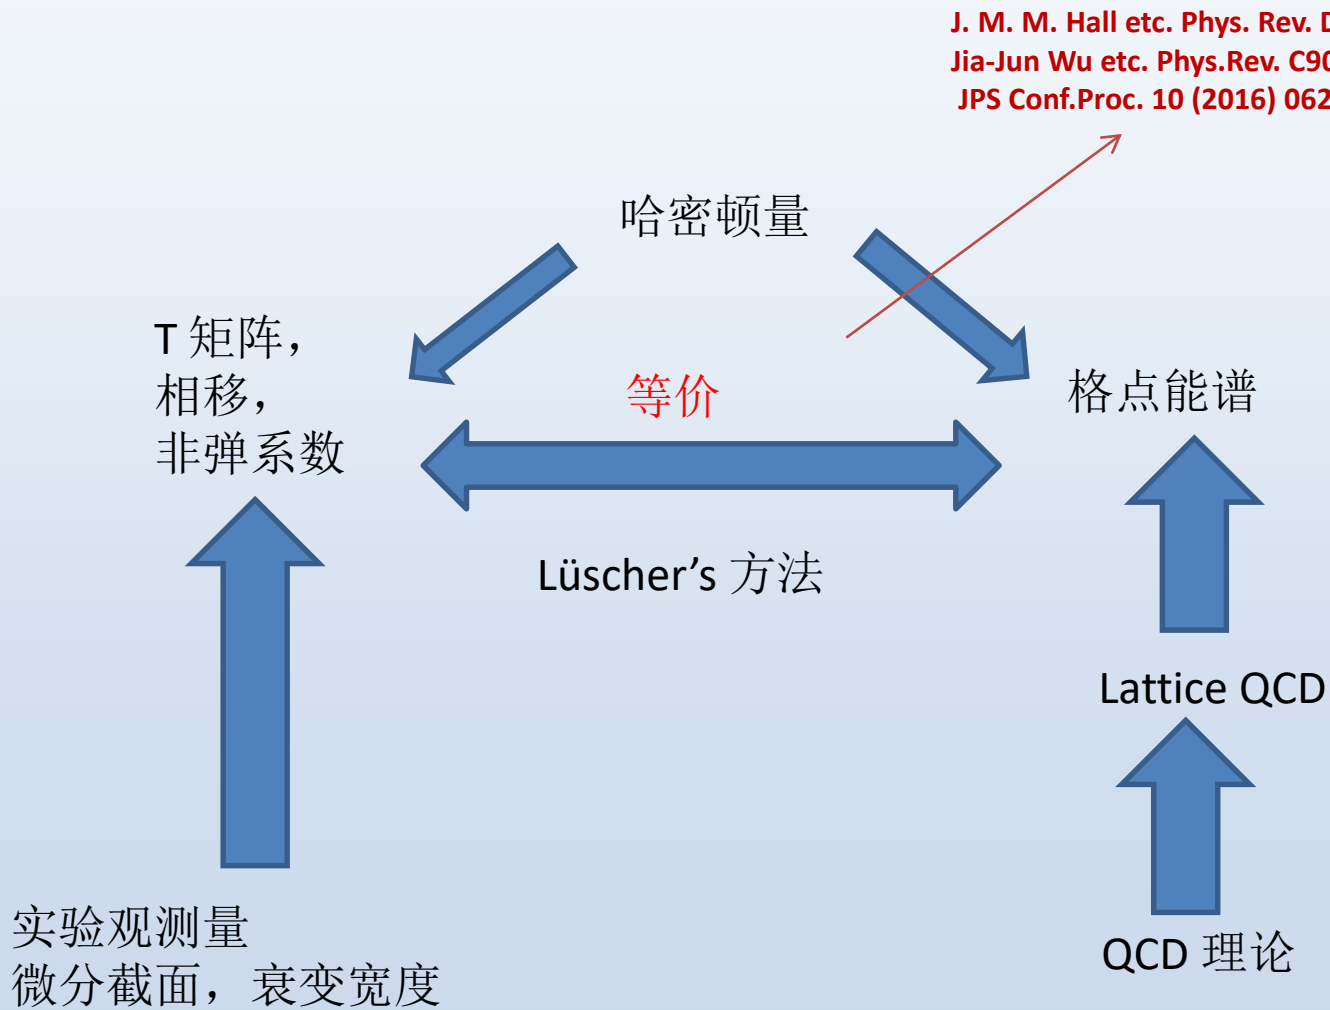 J. M. M. Hall etc. Phys. Rev. D
Jia-Jun Wu etc. Phys.Rev. C90
JPS Conf.Proc. 10 (2016) 062
哈密顿量
T 矩阵，
相移，
非弹系数
等价
格点能谱
Lüscher’s 方法
Lattice QCD
QCD 理论
实验观测量
微分截面，衰变宽度